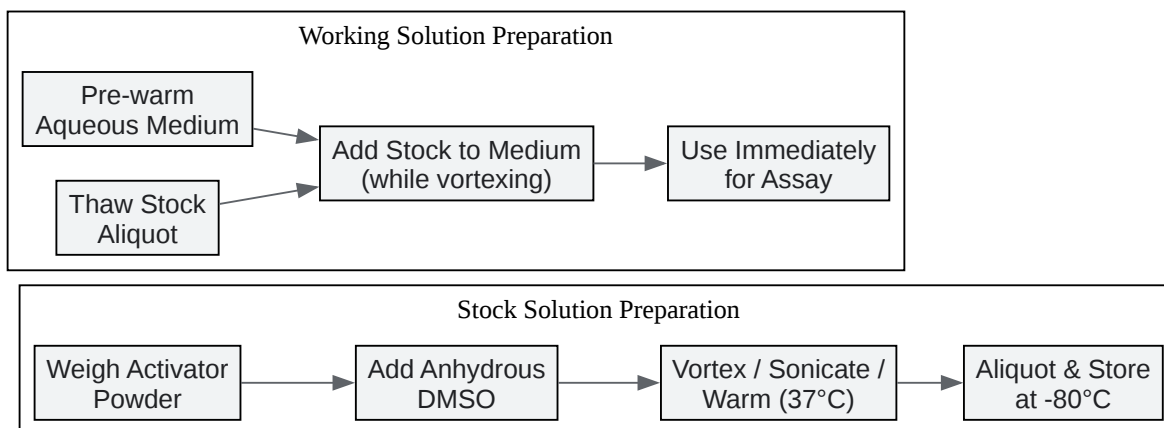 Working Solution Preparation
Pre-warm
Aqueous Medium
Thaw Stock
Aliquot
Add Stock to Medium
(while vortexing)
Use Immediately
for Assay
Stock Solution Preparation
Weigh Activator
Powder
Add Anhydrous
DMSO
Vortex / Sonicate /
Warm (37°C)
Aliquot & Store
at -80°C